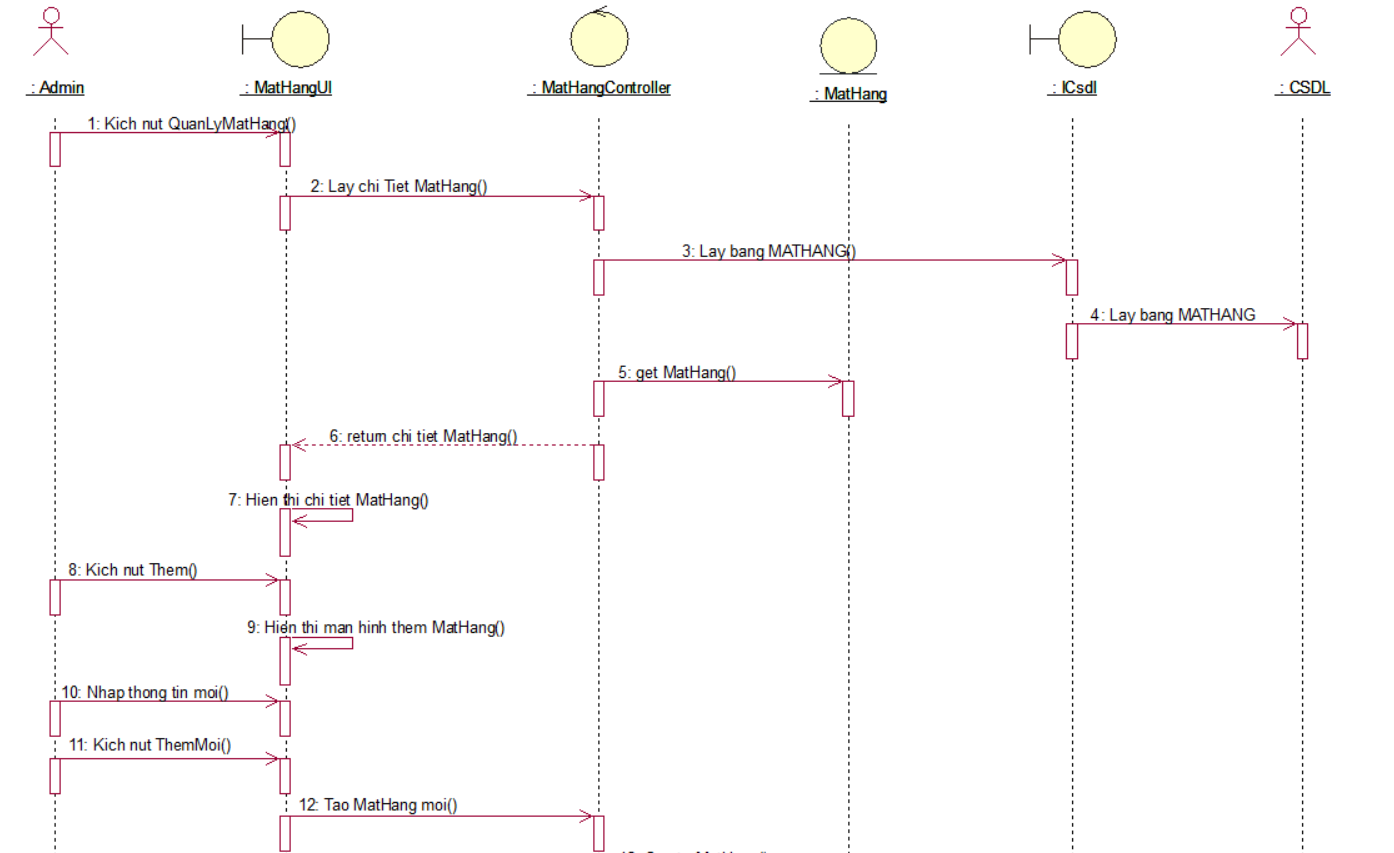 : Admin
: MatHangUI
: MatHangController
: MatHang
: ICsdl
: CSDL
1: Kich nut QuanLyMatHang()
2: Lay chi Tiet MatHang()
3: Lay bang MATHANG()
4: Lay bang MATHANG
5: get MatHang()
6: return chi tiet MatHang()
7: Hien thi chi tiet MatHang()
8: Kich nut Them()
9: Hien thi man hinh them MatHang()
10: Nhap thong tin moi()
11: Kich nut ThemMoi()
12: Tao MatHang moi()